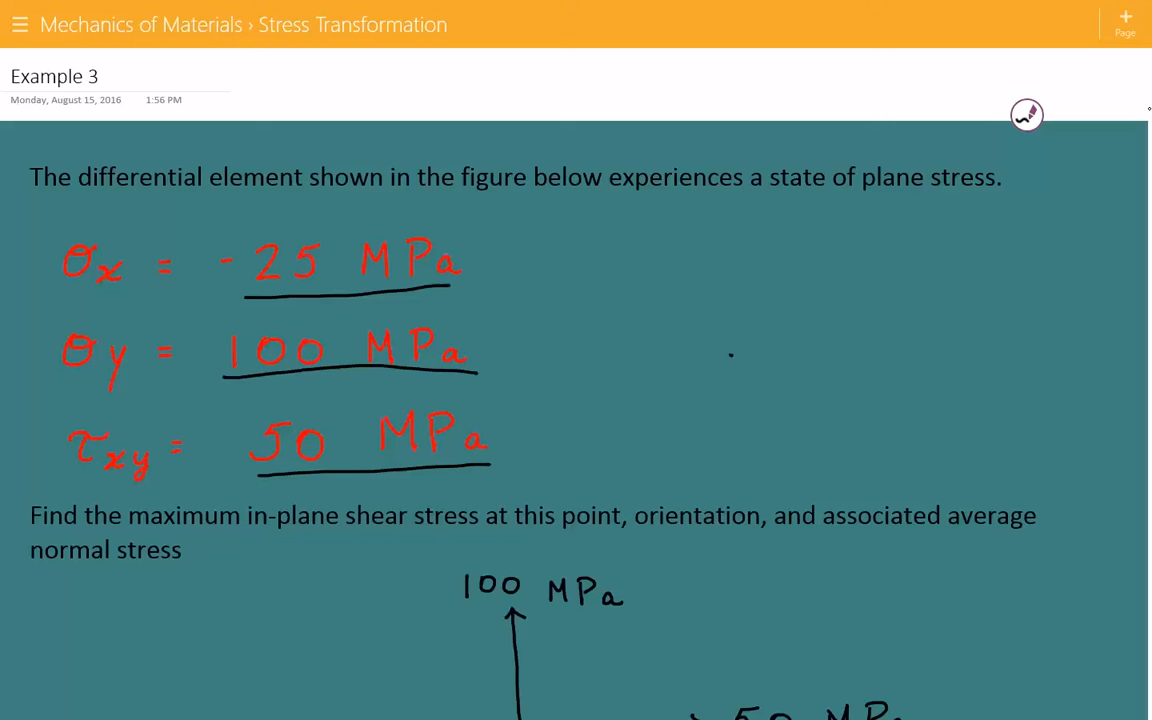 Mechanics of Materials › Stress Transformation
Page
Example 3
Monday, August 15, 2016 1:56 PM
The differential element shown in the figure below experiences a state of plane stress.
σx = -25 MPa
σy = 100 MPa
τxy = 50 MPa
Find the maximum in-plane shear stress at this point, orientation, and associated average
normal stress
100 MPa
50 MPa